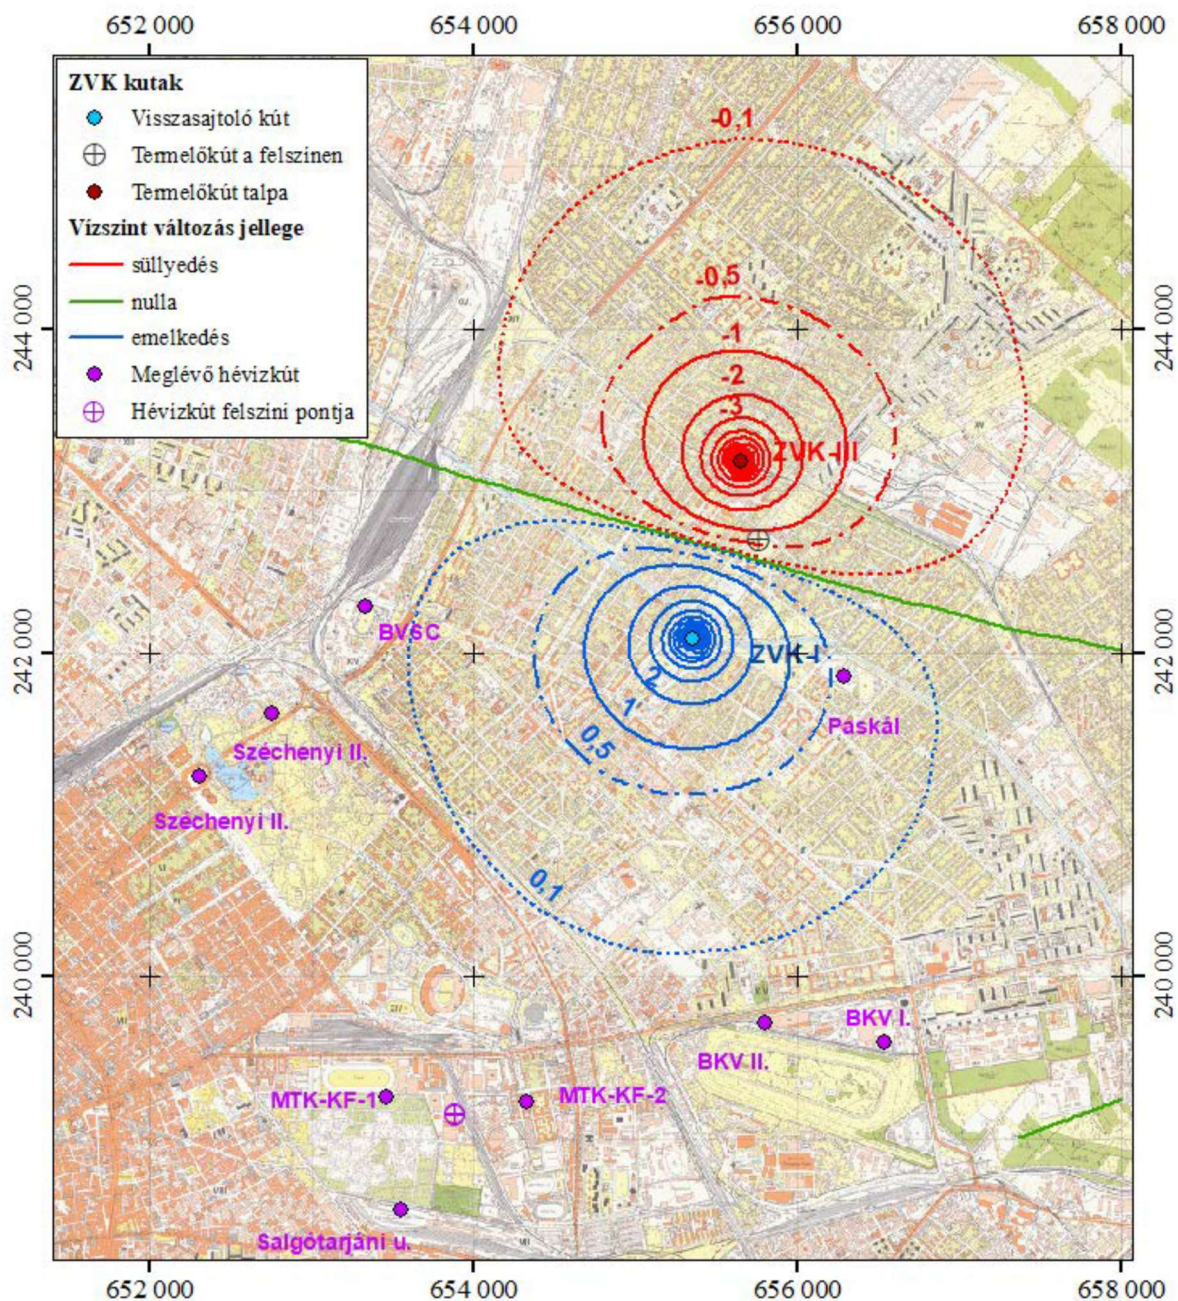 652 000 654 000 656 000 658 000
ZVK kutak
Visszasajtoló kút
Termelőkút a felszínen
Termelőkút talpa
Vízszint változás jellege
süllyedés
nulla
emelkedés
Meglévő hévízkút
Hévízkút felszíni pontja
-0,1
-0,5
244 000 244 000
-1
-2
-3
ZVK-III
BVSC
242 000 242 000
ZVK-I
2
1
0,5
Paskál
Széchenyi II.
Széchenyi II.
0,1
240 000 240 000
BKV I.
BKV II.
MTK-KF-1
MTK-KF-2
Salgótarjáni u.
652 000 654 000 656 000 658 000